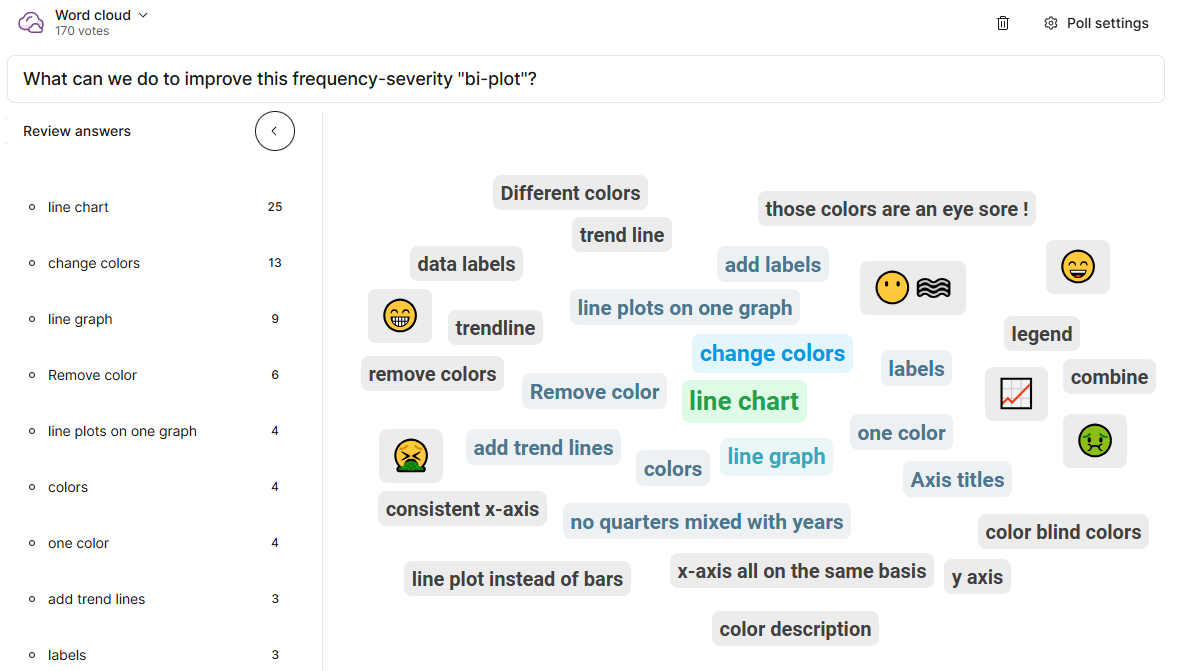 Word cloud
170 votes
Poll settings
What can we do to improve this frequency-severity "bi-plot"?
Review answers
line chart 25
change colors 13
line graph 9
Remove color 6
line plots on one graph 4
colors 4
one color 4
add trend lines 3
labels 3
Different colors
those colors are an eye sore !
trend line
data labels
add labels
line plots on one graph
trendline
legend
change colors
remove colors
labels
combine
Remove color
line chart
one color
add trend lines
line graph
colors
Axis titles
consistent x-axis
no quarters mixed with years
color blind colors
line plot instead of bars
x-axis all on the same basis
y axis
color description